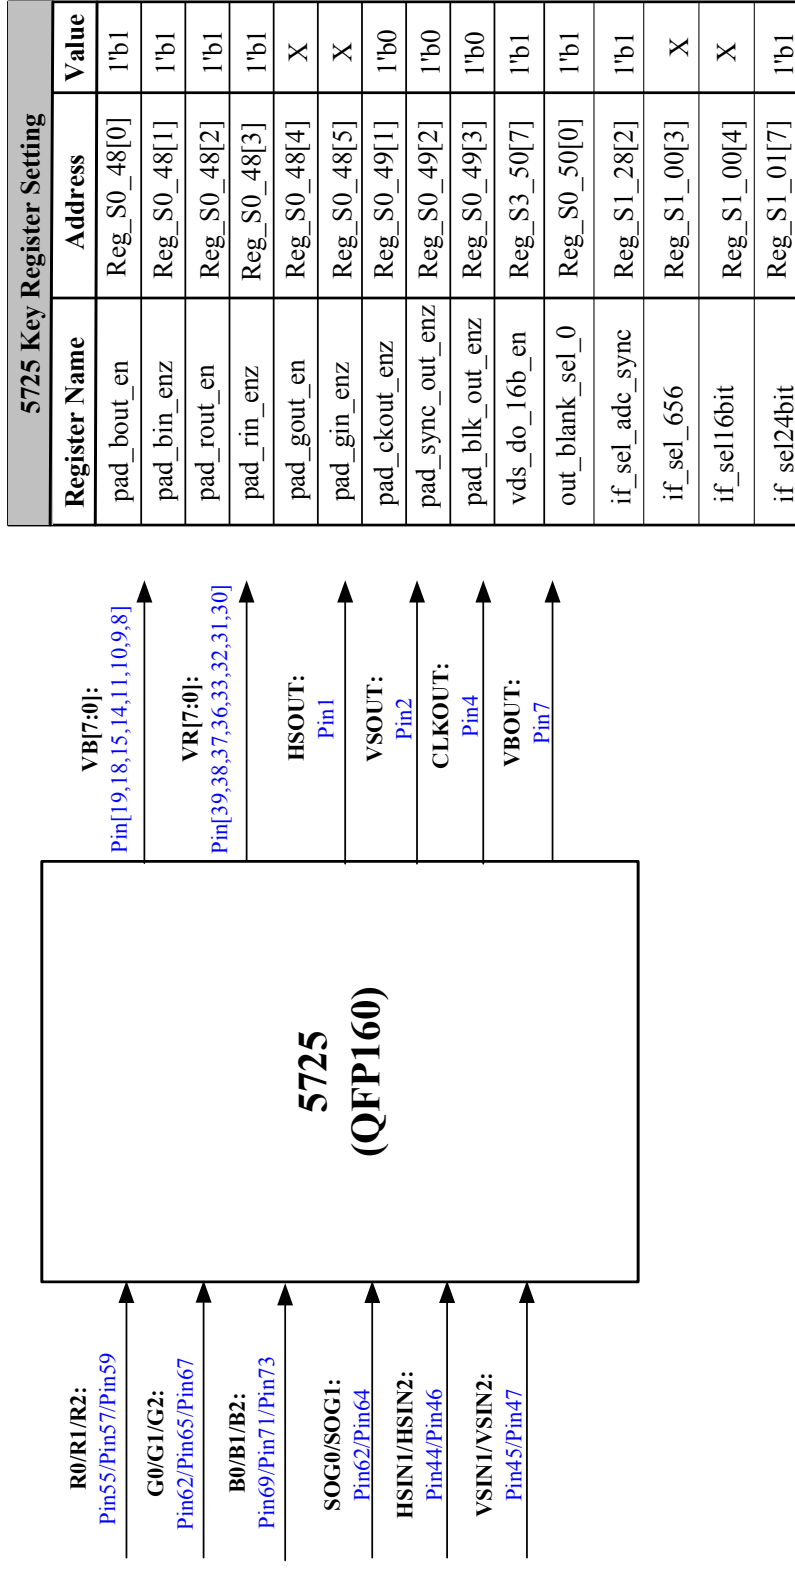 R0/R1/R2:
Pin55/Pin57/Pin59
G0/G1/G2:
Pin62/Pin65/Pin67
B0/B1/B2:
Pin69/Pin71/Pin73
SOG0/SOG1:
Pin62/Pin64
HSIN1/HSIN2:
Pin44/Pin46
VSIN1/VSIN2:
Pin45/Pin47
5725
(QFP160)
VB[7:0]:
Pin[19,18,15,14,11,10,9,8]
VR[7:0]:
Pin[39,38,37,36,33,32,31,30]
HSOUT:
Pin1
VSOUT:
Pin2
CLKOUT:
Pin4
VBOUT:
Pin7
5725 Key Register Setting
Register Name Address Value
pad_bout_en Reg_S0_48[0] 1'b1
pad_bin_enz Reg_S0_48[1] 1'b1
pad_rout_en Reg_S0_48[2] 1'b1
pad_rin_enz Reg_S0_48[3] 1'b1
pad_gout_en Reg_S0_48[4] X
pad_gin_enz Reg_S0_48[5] X
pad_ckout_enz Reg_S0_49[1] 1'b0
pad_sync_out_enz Reg_S0_49[2] 1'b0
pad_blk_out_enz Reg_S0_49[3] 1'b0
vds_do_16b_en Reg_S3_50[7] 1'b1
out_blank_sel_0 Reg_S0_50[0] 1'b1
if_sel_adc_sync Reg_S1_28[2] 1'b1
if_sel_656 Reg_S1_00[3] X
if_sel16bit Reg_S1_00[4] X
if_sel24bit Reg_S1_01[7] 1'b1